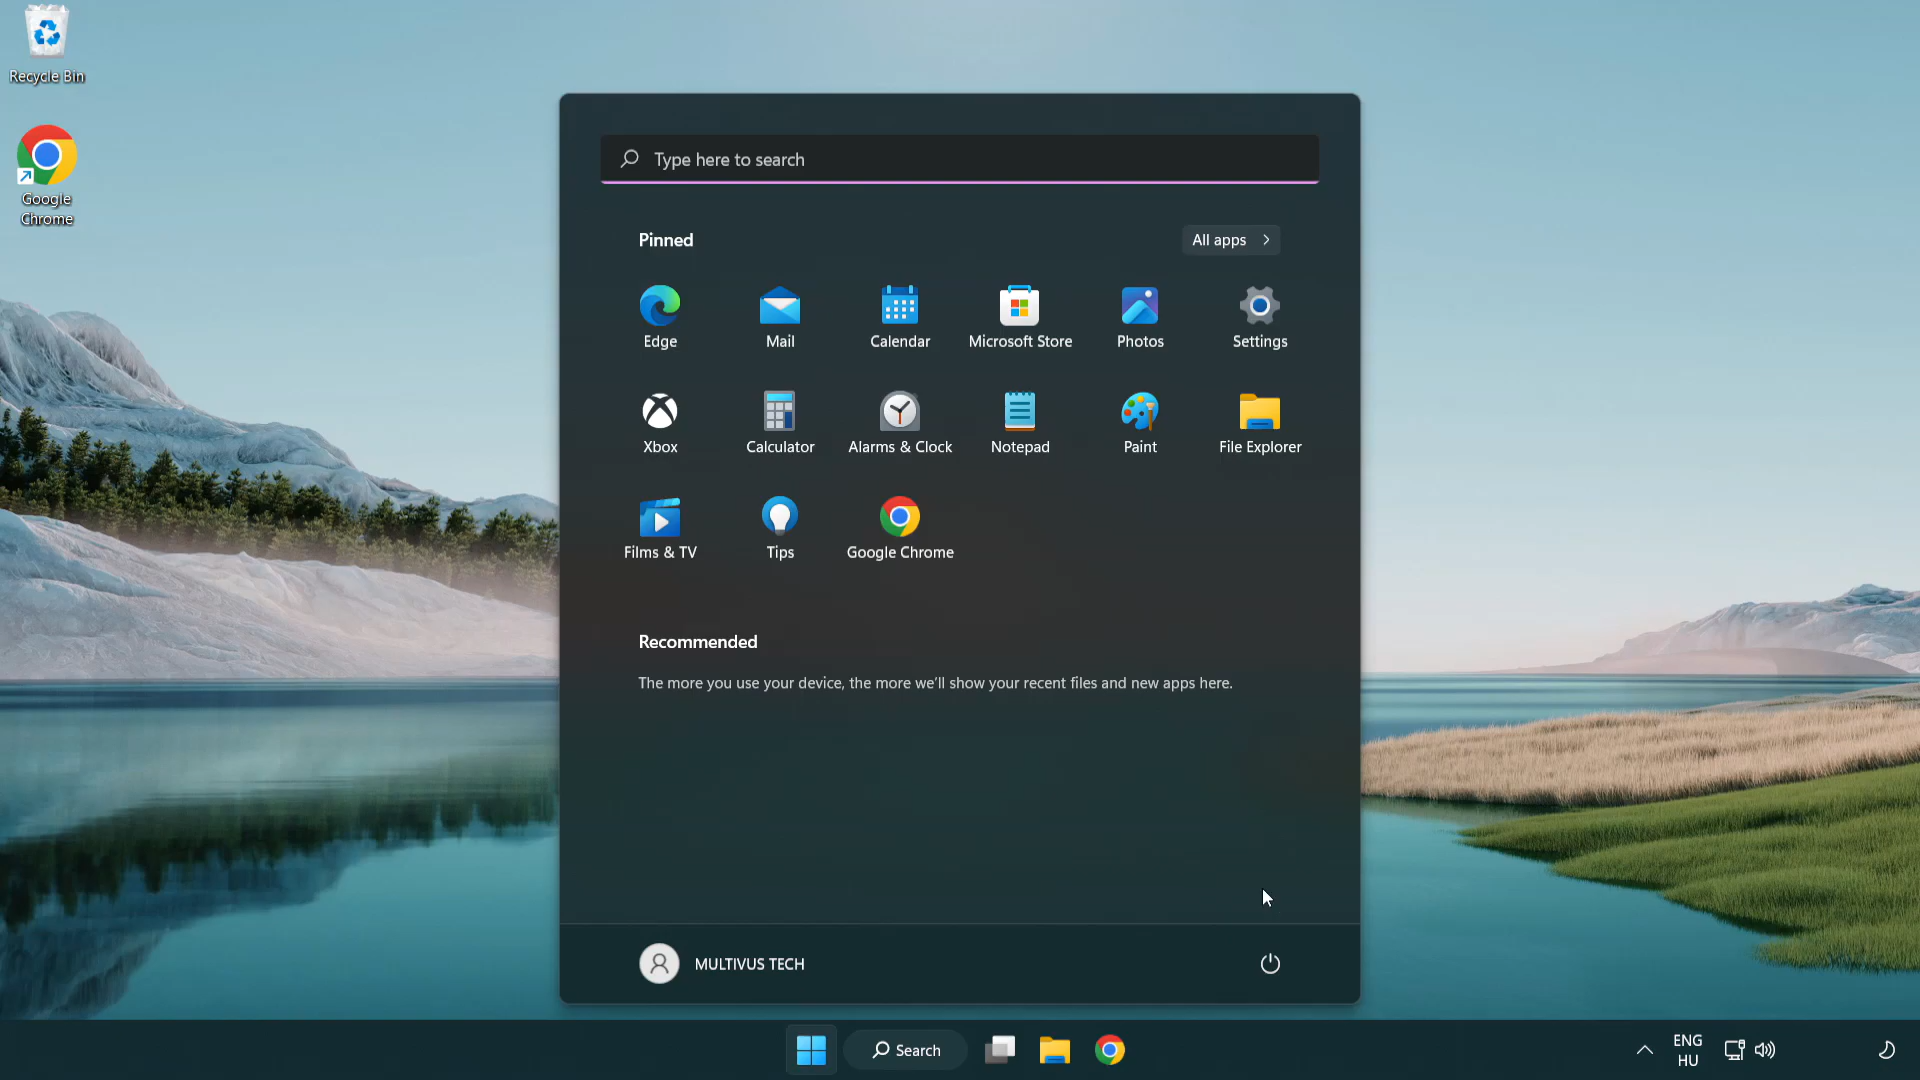 Recycle Bin
Google
Chrome
Type here to search
Pinned
All apps
Edge
Mail
Calendar
Microsoft Store
Photos
Settings
Xbox
Calculator
Alarms & Clock
Notepad
Paint
File Explorer
Films & TV
Tips
Google Chrome
Recommended
The more you use your device, the more we'll show your recent files and new apps here.
MULTIVUS TECH
Search
ENG
HU